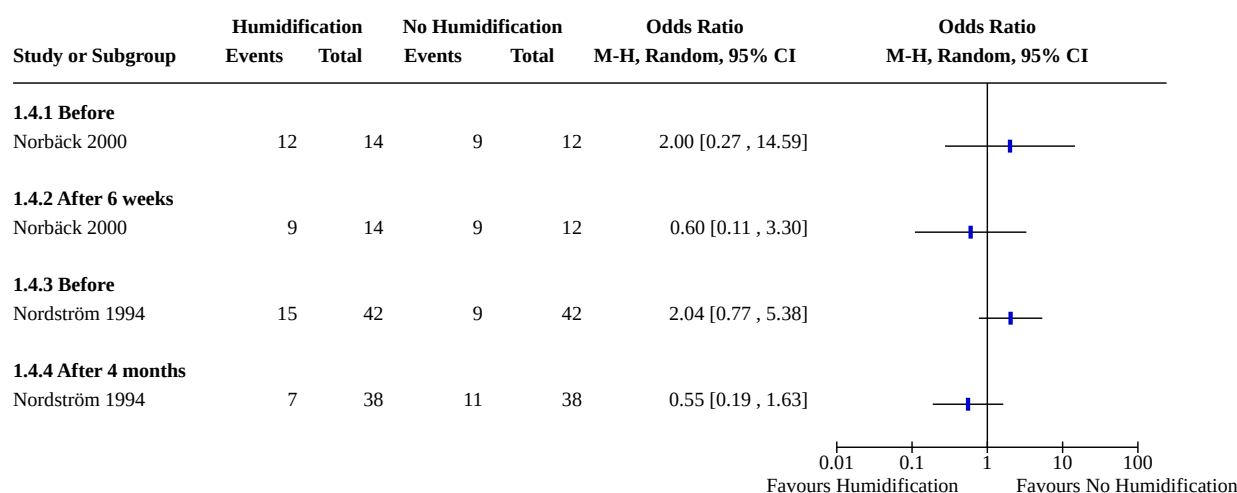 Humidification No Humidification Odds Ratio Odds Ratio
Study or Subgroup Events Total Events Total M-H, Random, 95% CI M-H, Random, 95% CI
1.4.1 Before
Norbäck 2000 12 14 9 12 2.00 [0.27 , 14.59]
1.4.2 After 6 weeks
Norbäck 2000 9 14 9 12 0.60 [0.11 , 3.30]
1.4.3 Before
Nordström 1994 15 42 9 42 2.04 [0.77 , 5.38]
1.4.4 After 4 months
Nordström 1994 7 38 11 38 0.55 [0.19 , 1.63]
0.01 0.1 1 10 100
Favours Humidification Favours No Humidification